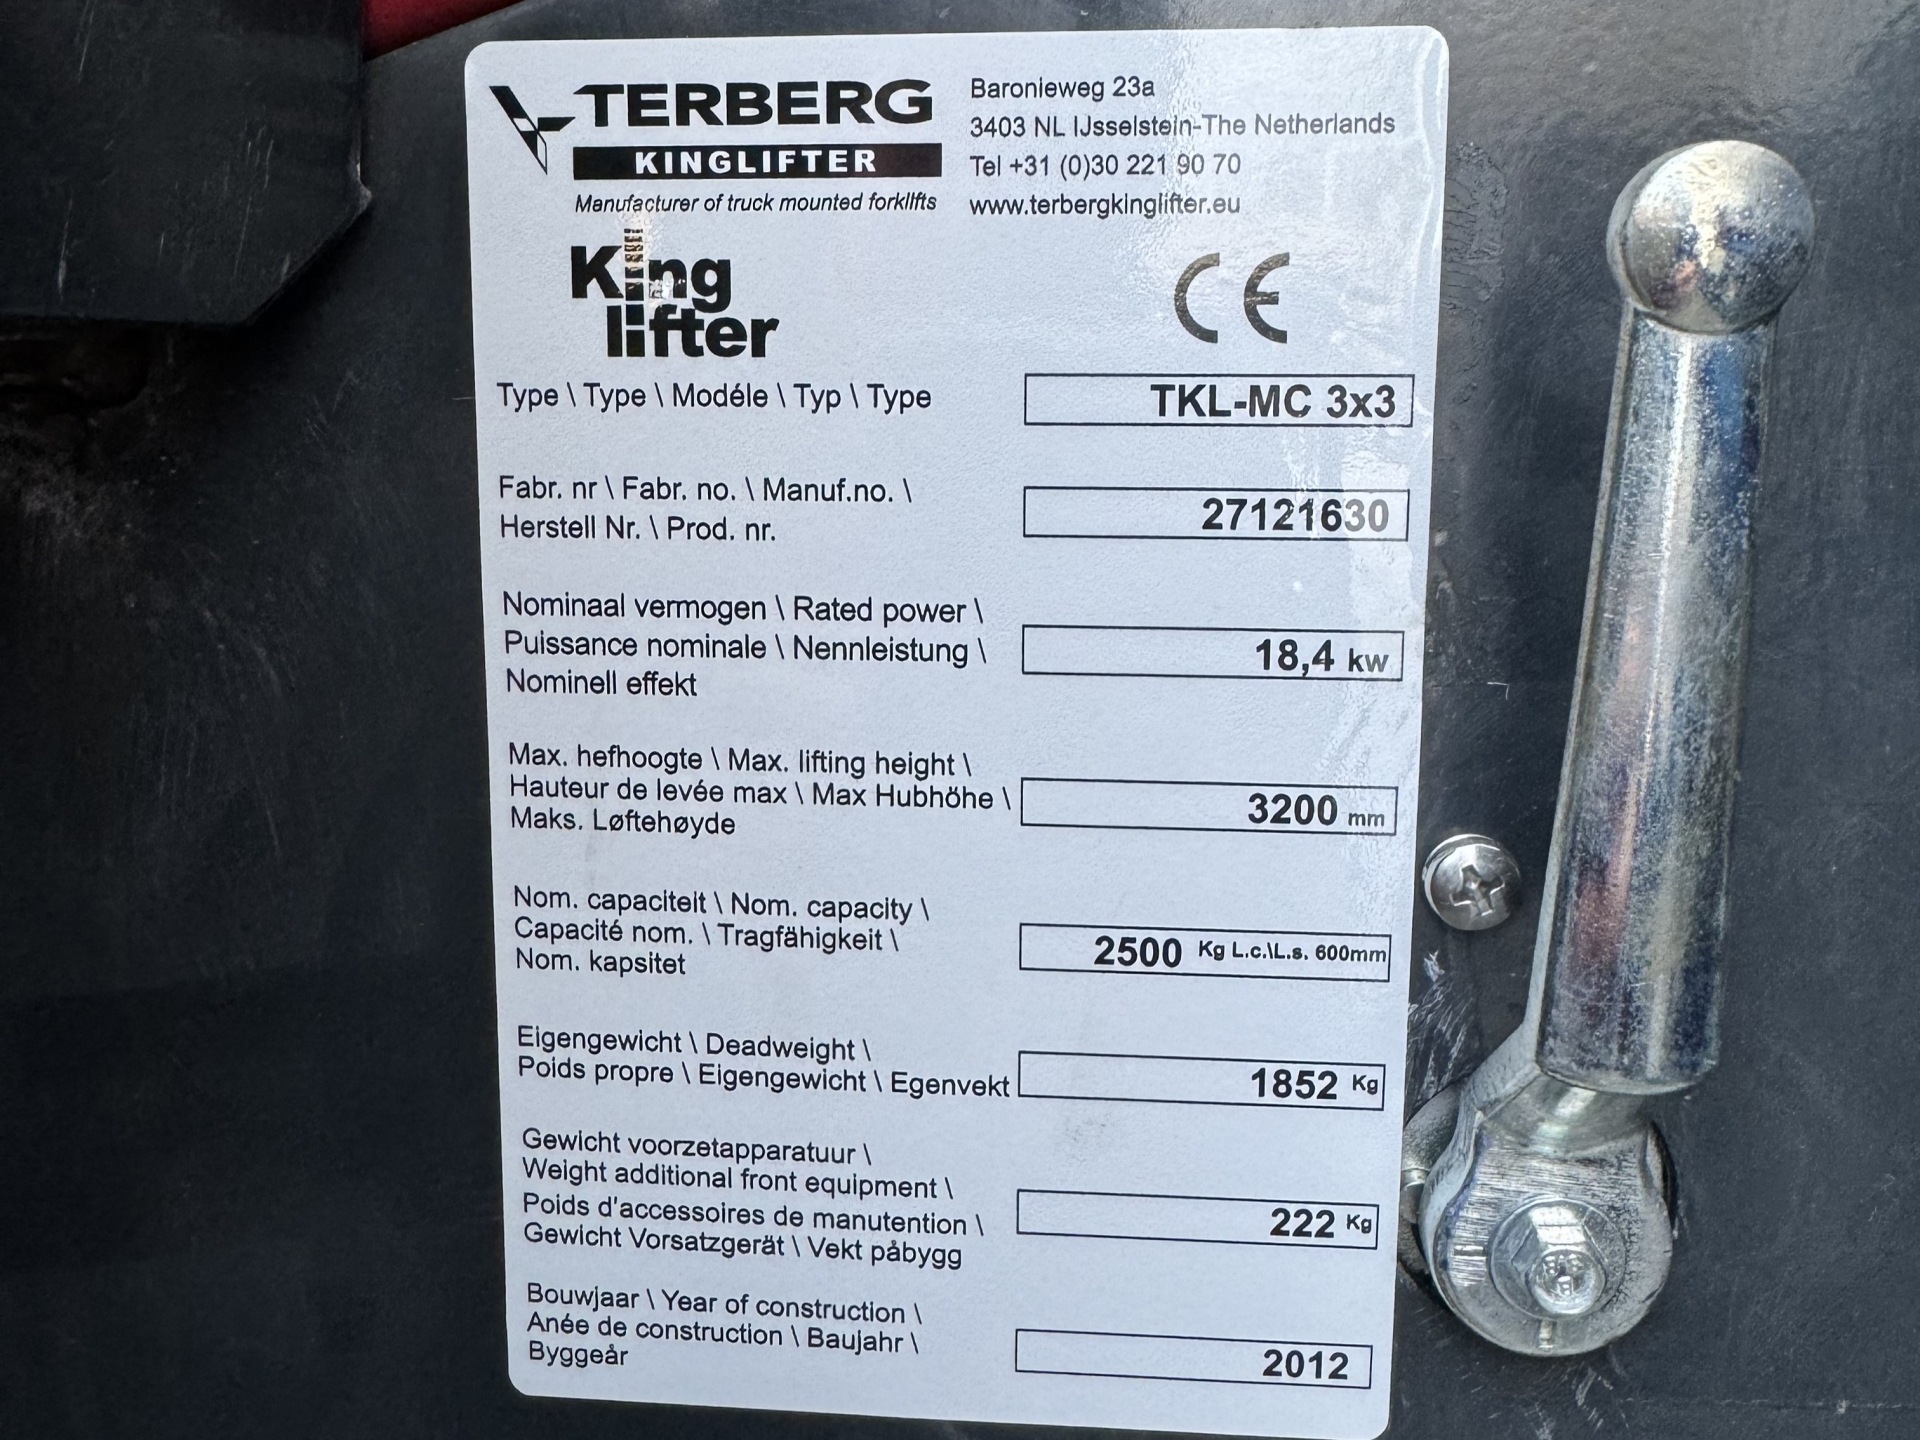 TERBERG
KINGLIFTER
Manufacturer of truck mounted forklifts
Baronieweg 23a
3403 NL IJsselstein-The Netherlands
Tel +31 (0)30 221 90 70
www.terbergkinglifter.eu
King
lifter
CE
Type \ Type \ Modéle \ Typ \ Type
TKL-MC 3x3
Fabr. nr \ Fabr. no. \ Manuf.no. \
Herstell Nr. \ Prod. nr.
27121630
Nominaal vermogen \ Rated power \
Puissance nominale \ Nennleistung \
Nominell effekt
18,4 kw
Max. hefhoogte \ Max. lifting height \
Hauteur de levée max \ Max Hubhöhe \
Maks. Løftehøyde
3200 mm
Nom. capaciteit \ Nom. capacity \
Capacité nom. \ Tragfähigkeit \
Nom. kapsitet
2500 Kg L.c.\L.s. 600mm
Eigengewicht \ Deadweight \
Poids propre \ Eigengewicht \ Egenvekt
1852 Kg
Gewicht voorzetapparatuur \
Weight additional front equipment \
Poids d'accessoires de manutention \
Gewicht Vorsatzgerät \ Vekt påbygg
222 Kg
Bouwjaar \ Year of construction \
Anée de construction \ Baujahr \
Byggeår
2012